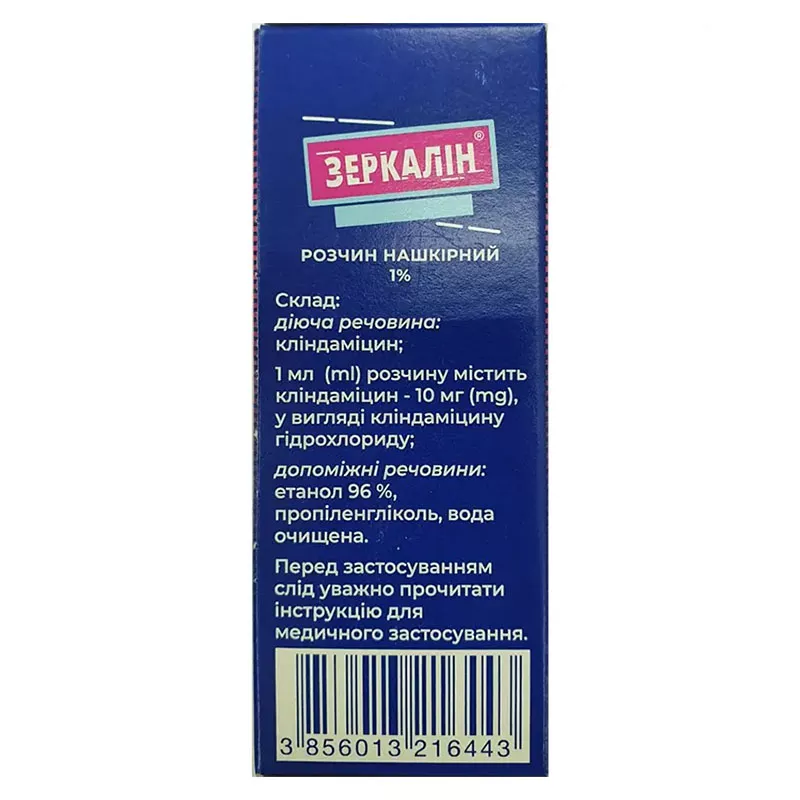 ЗЕРКАЛІН®
РОЗЧИН НАШКІРНИЙ
1%
Склад:
діюча речовина:
кліндаміцин;
1 мл (ml) розчину містить
кліндаміцин - 10 мг (mg),
у вигляді кліндаміцину
гідрохлориду;
допоміжні речовини:
етанол 96 %,
пропіленгліколь, вода
очищена.
Перед застосуванням
слід уважно прочитати
інструкцію для
медичного застосування.
3 856013 216443